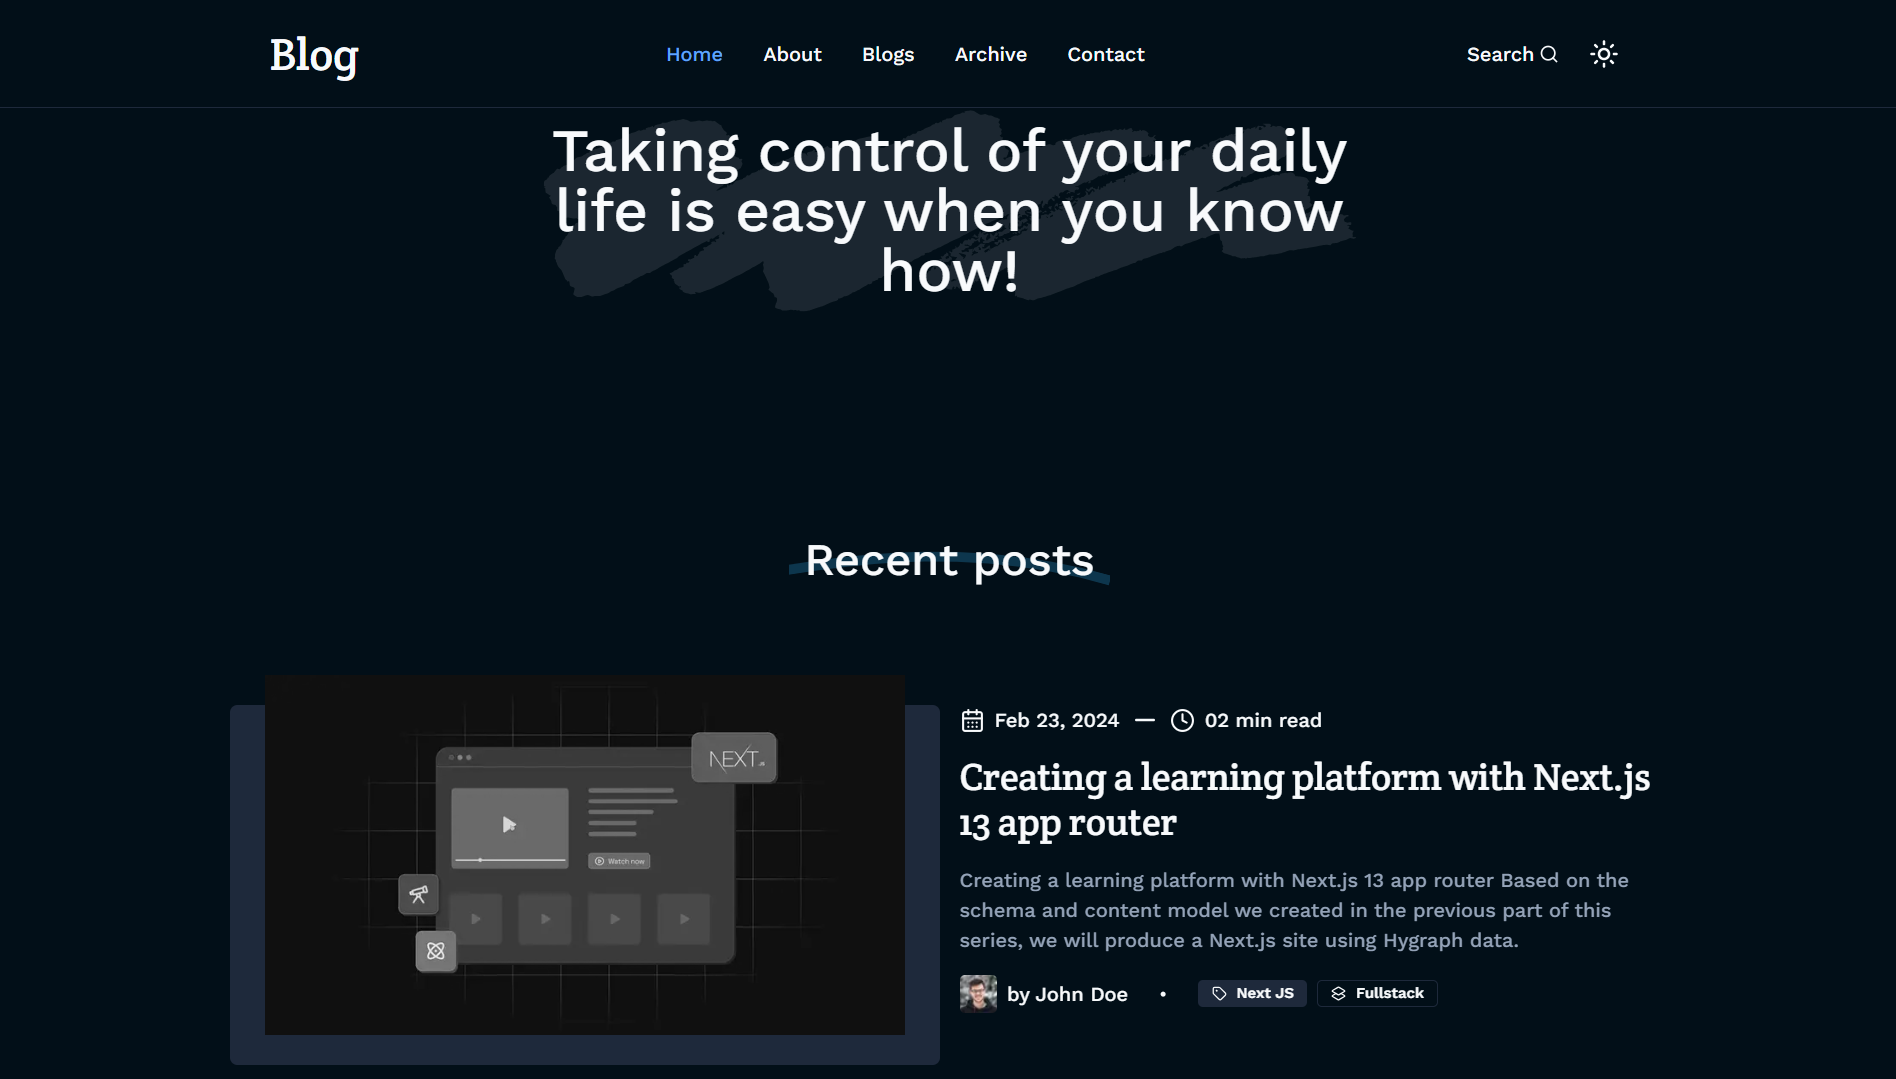 Blog
Home
About
Blogs
Archive
Contact
Search
Taking control of your daily
life is easy when you know
how!
Recent posts
NEXT.JS
Watch now
Feb 23, 2024 — 02 min read
Creating a learning platform with Next.js
13 app router
Creating a learning platform with Next.js 13 app router Based on the
schema and content model we created in the previous part of this
series, we will produce a Next.js site using Hygraph data.
by John Doe • Next JS Fullstack